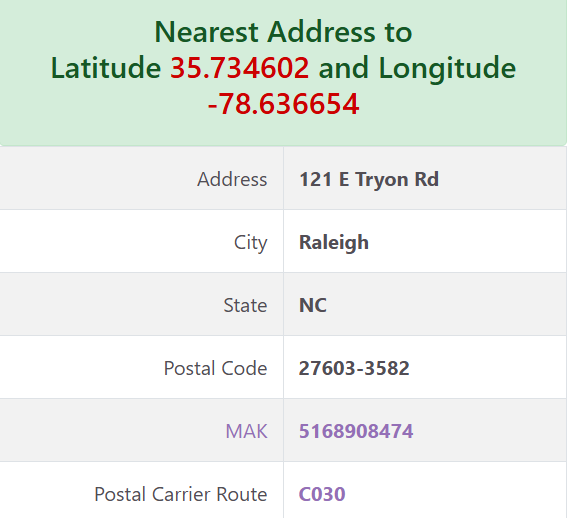 Nearest Address to
Latitude 35.734602 and Longitude
-78.636654
Address 121 E Tryon Rd
City Raleigh
State NC
Postal Code 27603-3582
MAK 5168908474
Postal Carrier Route C030